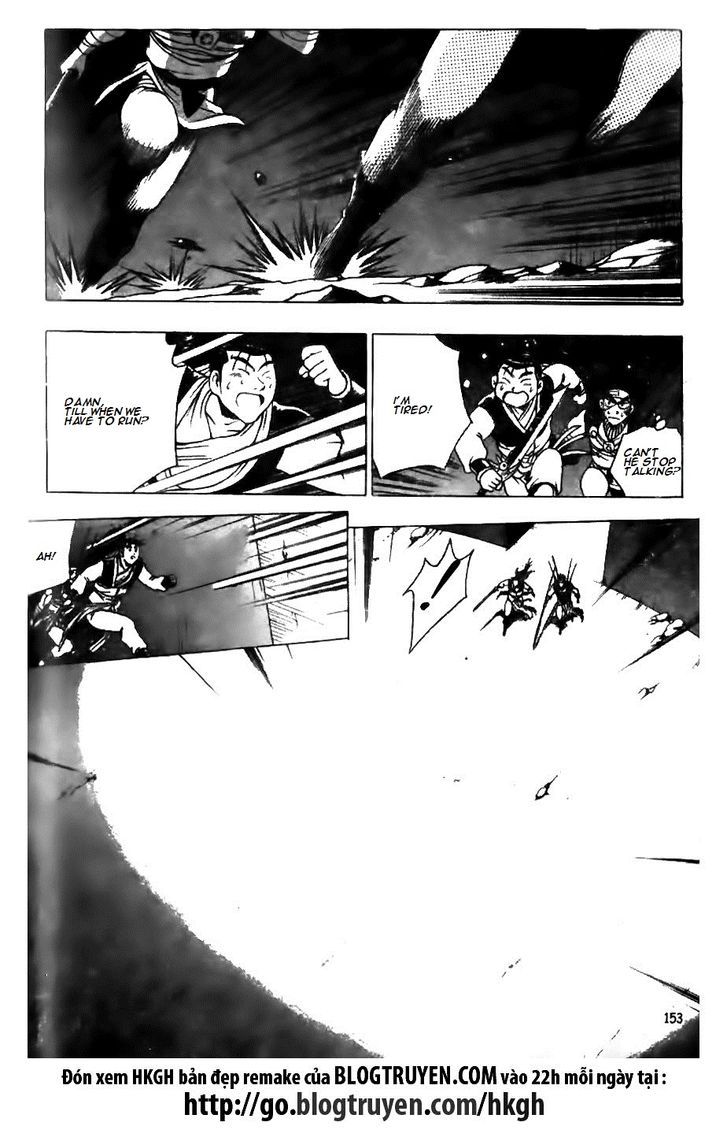 DAMN,
TILL WHEN WE
HAVE TO RUN?
I'M
TIRED!
CAN'T
HE STOP
TALKING?
AH!
!
153
Đón xem HKGH bản đẹp remake của BLOGTRUYEN.COM vào 22h mỗi ngày tại :
http://go.blogtruyen.com/hkgh